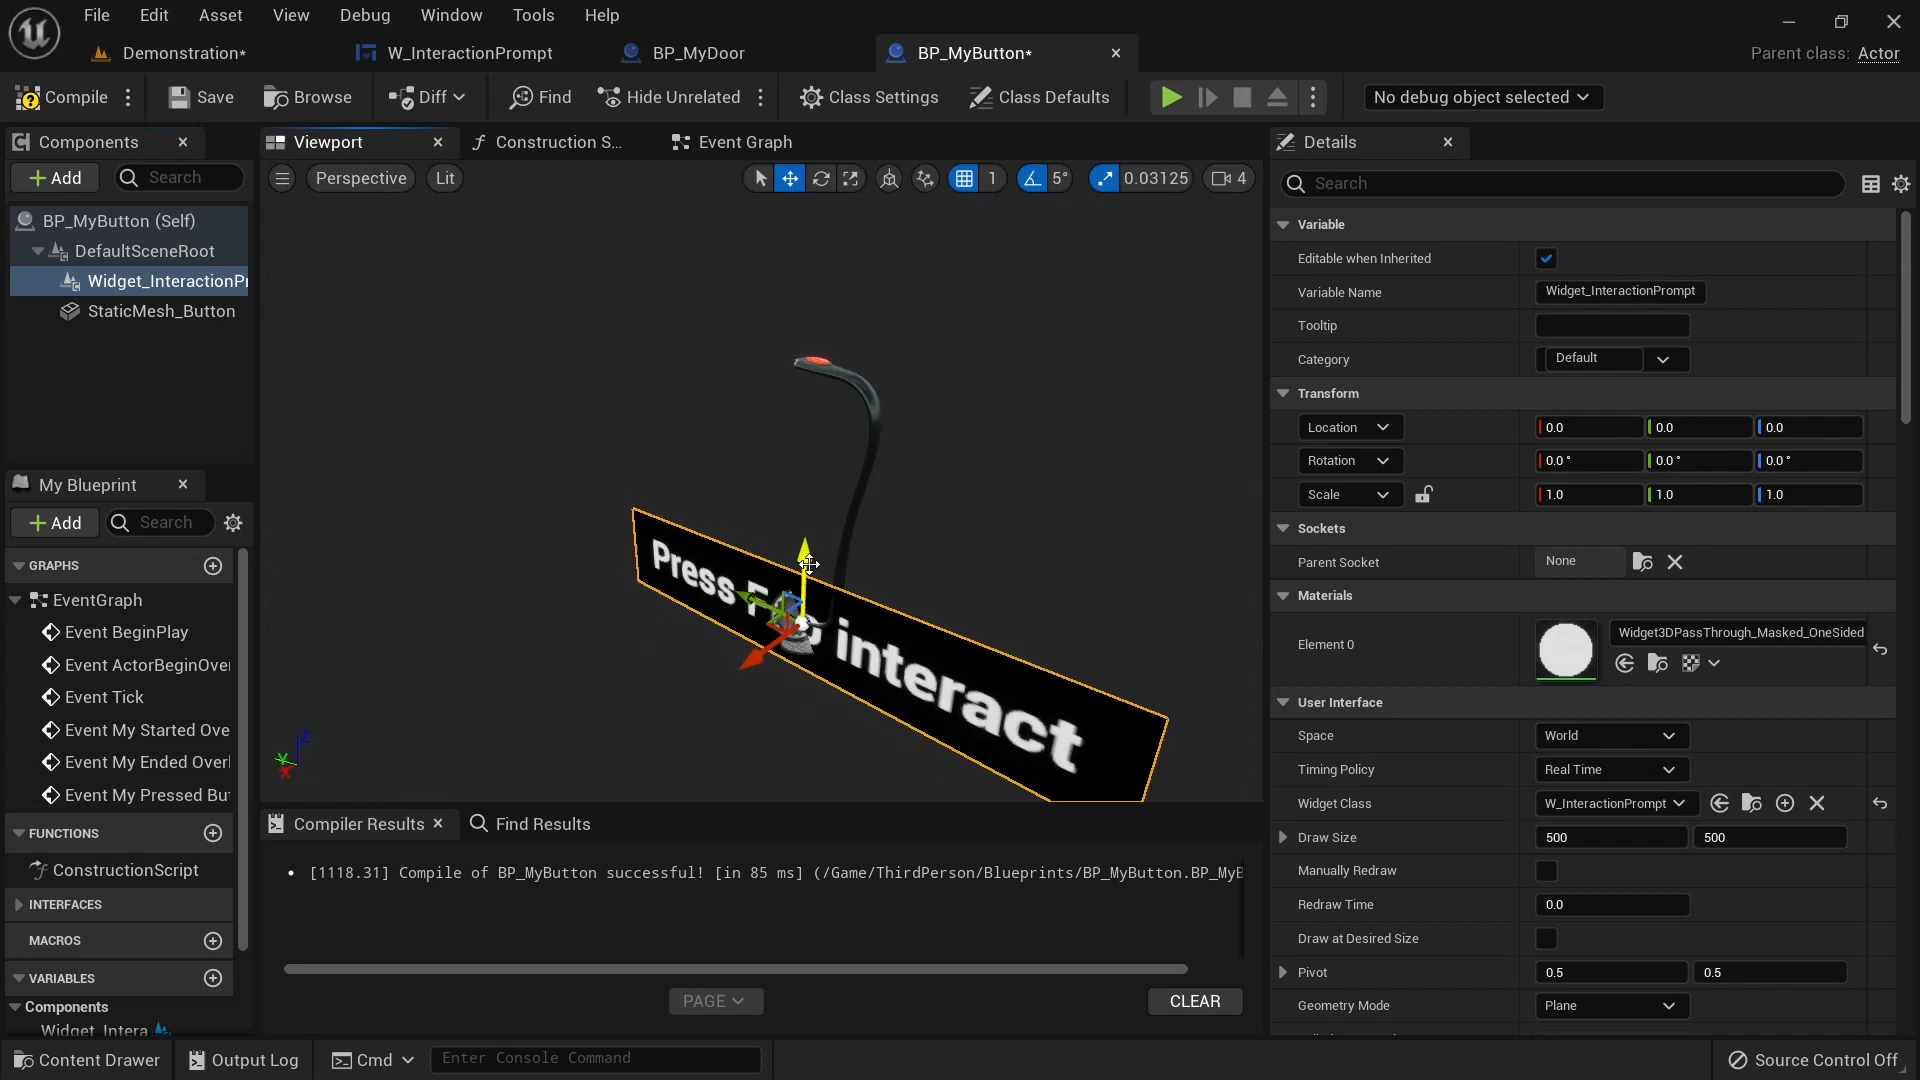 File Edit Asset View Debug Window Tools Help
Demonstration* W_InteractionPrompt BP_MyDoor BP_MyButton* Parent class: Actor
Compile Save Browse Diff Find Hide Unrelated Class Settings Class Defaults No debug object selected
Components
Add Search
BP_MyButton (Self)
DefaultSceneRoot
Widget_InteractionPr
StaticMesh_Button
My Blueprint
Add Search
GRAPHS
EventGraph
Event BeginPlay
Event ActorBeginOver
Event Tick
Event My Started Ove
Event My Ended Overl
Event My Pressed But
FUNCTIONS
ConstructionScript
INTERFACES
MACROS
VARIABLES
Components
Widget_Intera
Viewport Construction S... Event Graph
Perspective Lit 1 5° 0.03125 4
Press F to interact
Z
Y
X
Compiler Results Find Results
[1118.31] Compile of BP_MyButton successful! [in 85 ms] (/Game/ThirdPerson/Blueprints/BP_MyButton.BP_MyB
PAGE CLEAR
Details
Search
Variable
Editable when Inherited
Variable Name Widget_InteractionPrompt
Tooltip
Category Default
Transform
Location 0.0 0.0 0.0
Rotation 0.0° 0.0° 0.0°
Scale 1.0 1.0 1.0
Sockets
Parent Socket None
Materials
Element 0 Widget3DPassThrough_Masked_OneSided
User Interface
Space World
Timing Policy Real Time
Widget Class W_InteractionPrompt
Draw Size 500 500
Manually Redraw
Redraw Time 0.0
Draw at Desired Size
Pivot 0.5 0.5
Geometry Mode Plane
Content Drawer Output Log Cmd Enter Console Command Source Control Off